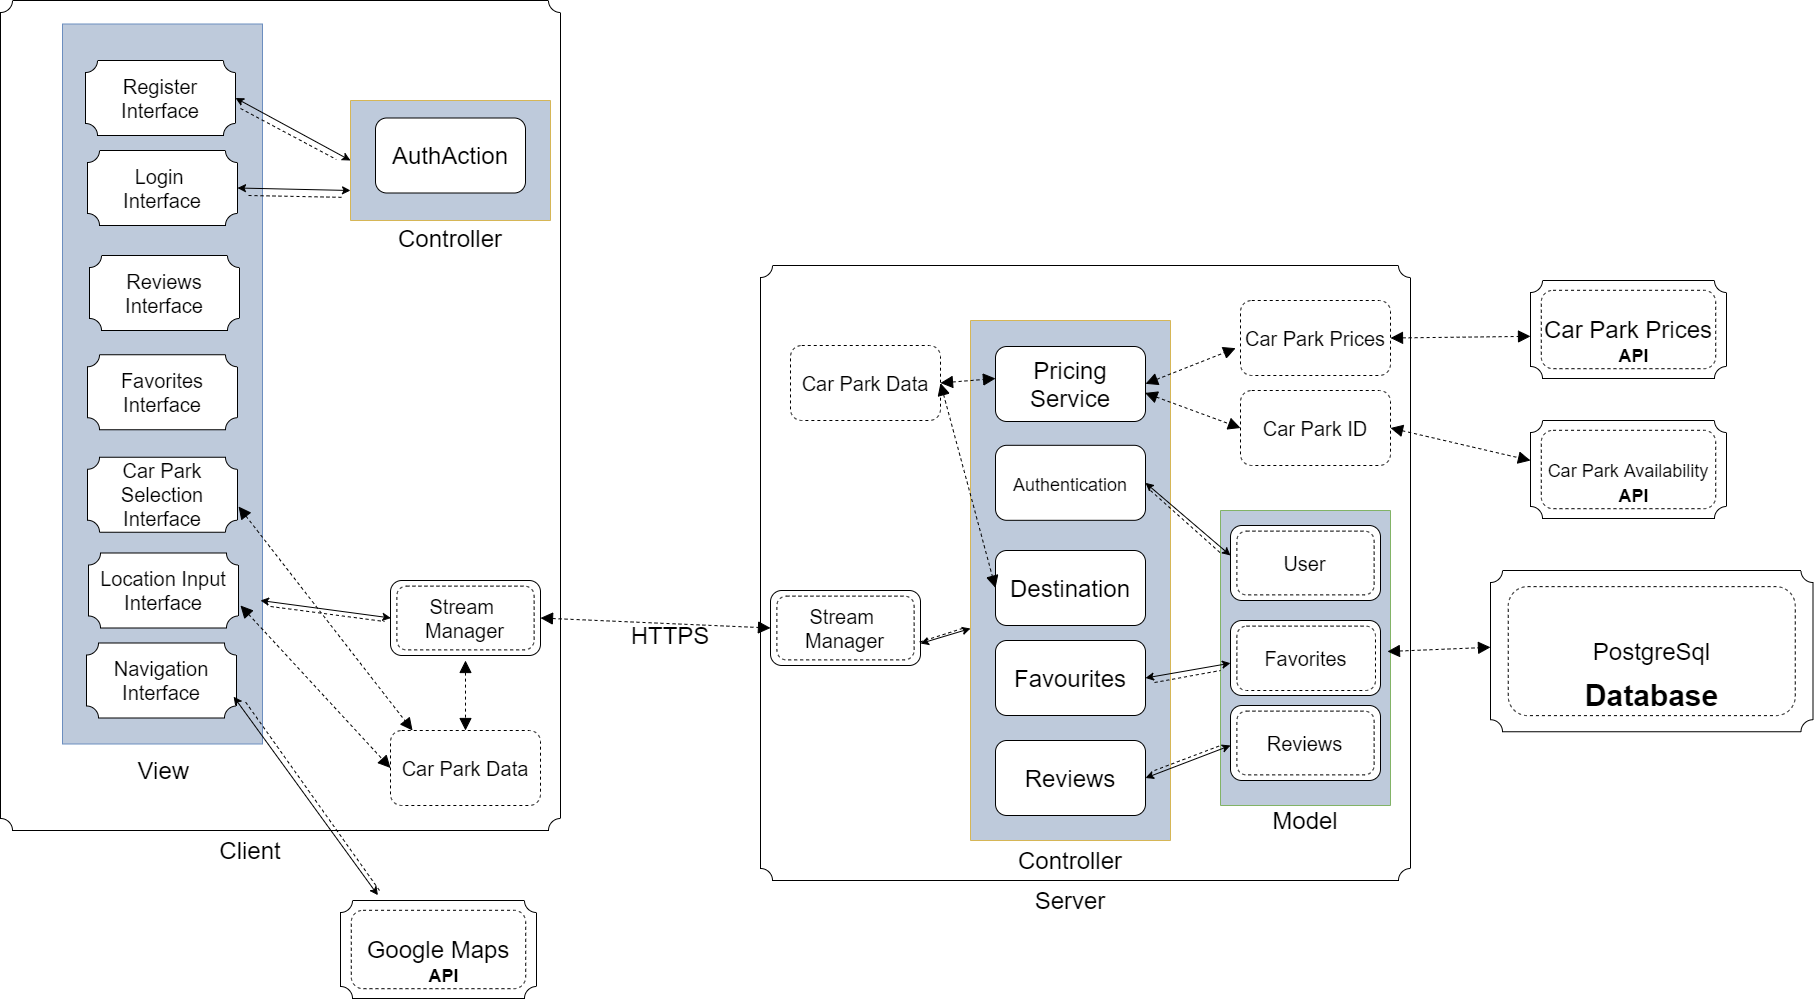 Register
Interface
Login
Interface
Reviews
Interface
Favorites
Interface
Car Park
Selection
Interface
Location Input
Interface
Navigation
Interface
View
AuthAction
Controller
Stream
Manager
Car Park Data
Client
Google Maps
API
HTTPS
Stream
Manager
Car Park Data
Pricing
Service
Authentication
Destination
Favourites
Reviews
Controller
Car Park Prices
Car Park ID
User
Favorites
Reviews
Model
Server
Car Park Prices
API
Car Park Availability
API
PostgreSql
Database